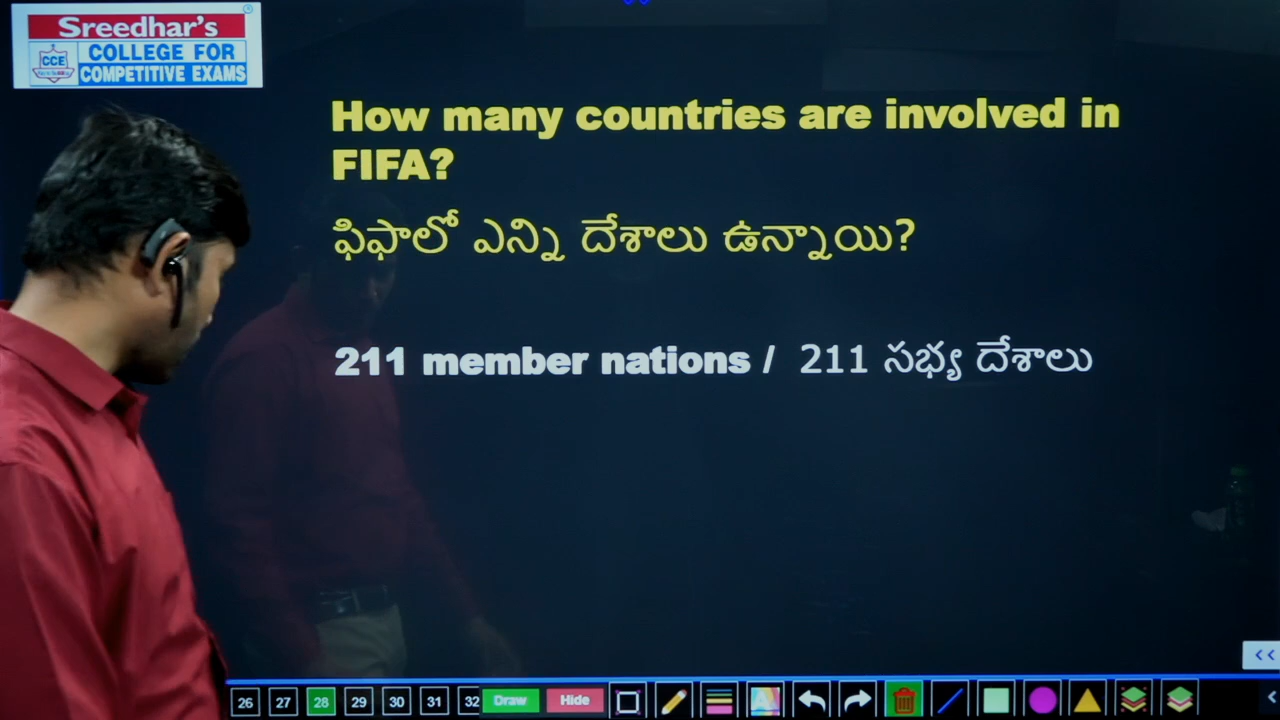 Sreedhar's
CCE
COLLEGE FOR
COMPETITIVE EXAMS
How many countries are involved in
FIFA?
ఫిఫాలో ఎన్ని దేశాలు ఉన్నాయి?
211 member nations / 211 సభ్య దేశాలు
<<
26 27 28 29 30 31 32 Draw Hide